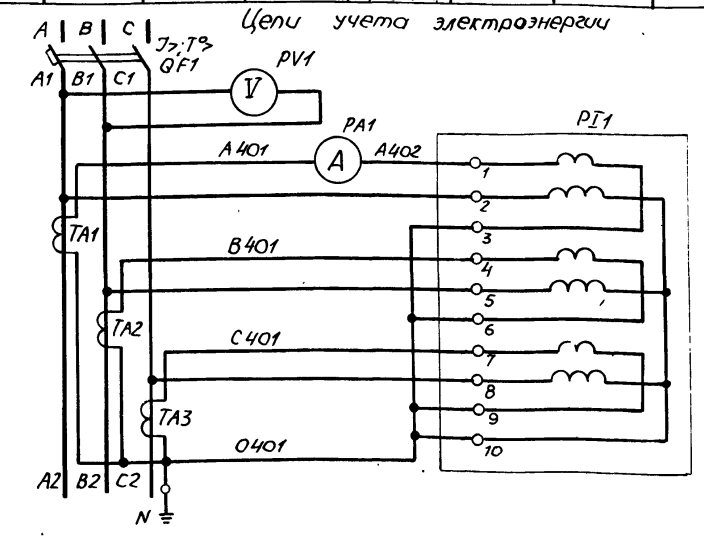 Цепи учета электроэнергии
A B C
J>;T°>
QF1
A1 B1 C1
PV1
V
PA1
A401
A
A402
PI1
1
2
3
TA1
B401
4
5
6
TA2
C401
7
8
9
TA3
O401
10
A2 B2 C2
N